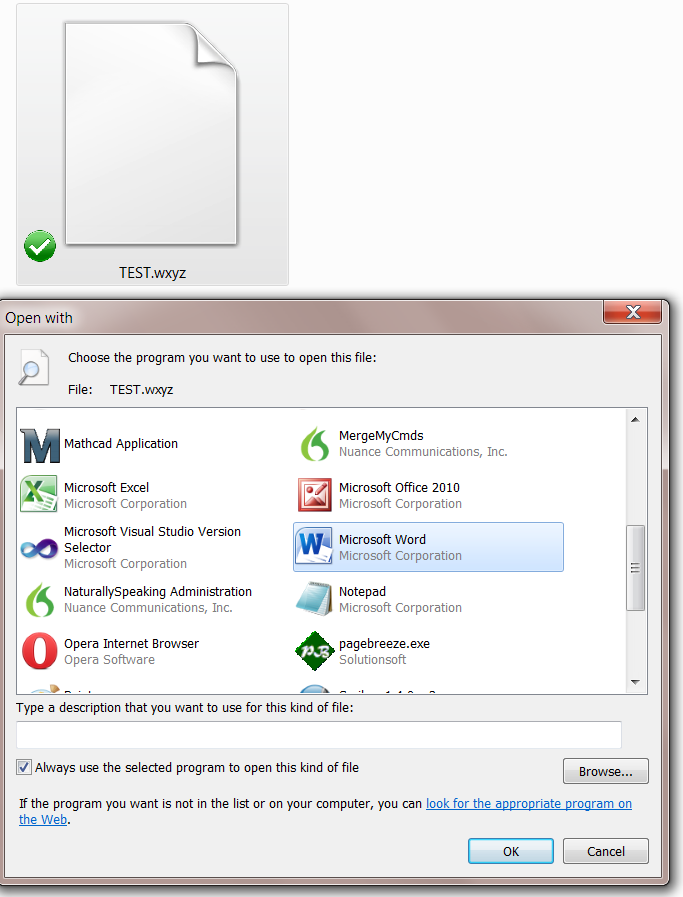 TEST.wxyz
Open with
Choose the program you want to use to open this file:
File: TEST.wxyz
Mathcad Application
MergeMyCmds
Nuance Communications, Inc.
Microsoft Excel
Microsoft Corporation
Microsoft Office 2010
Microsoft Corporation
Microsoft Visual Studio Version
Selector
Microsoft Corporation
Microsoft Word
Microsoft Corporation
NaturallySpeaking Administration
Nuance Communications, Inc.
Notepad
Microsoft Corporation
Opera Internet Browser
Opera Software
pagebreeze.exe
Solutionsoft
Type a description that you want to use for this kind of file:
Always use the selected program to open this kind of file
Browse...
If the program you want is not in the list or on your computer, you can look for the appropriate program on
the Web.
OK
Cancel